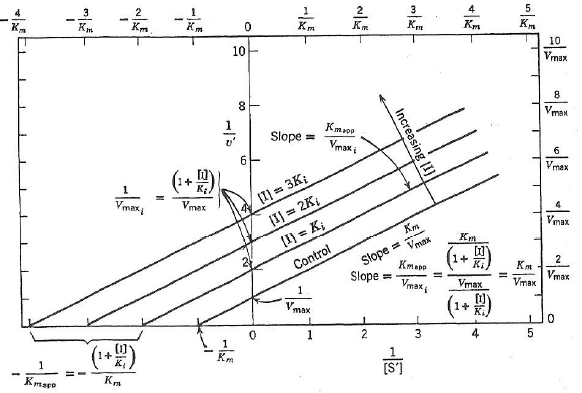 -4/Km -3/Km -2/Km -1/Km 0 1/Km 2/Km 3/Km 4/Km 5/Km
10 10/Vmax
8 8/Vmax
1/v'
Slope = Kmapp/Vmaxi
Increasing [I]
6 6/Vmax
1/Vmaxi = (1 + [I]/Ki)/Vmax
4 4/Vmax
[I] = 3Ki
[I] = 2Ki
[I] = Ki
Control
Slope = Km/Vmax
2 2/Vmax
Slope = Kmapp/Vmaxi = (Km/(1 + [I]/Ki))/(Vmax/(1 + [I]/Ki)) = Km/Vmax
1/Vmax
0
-1/Km
0 1 2 3 4 5
-1/Kmapp = -(1 + [I]/Ki)/Km
1/[S']